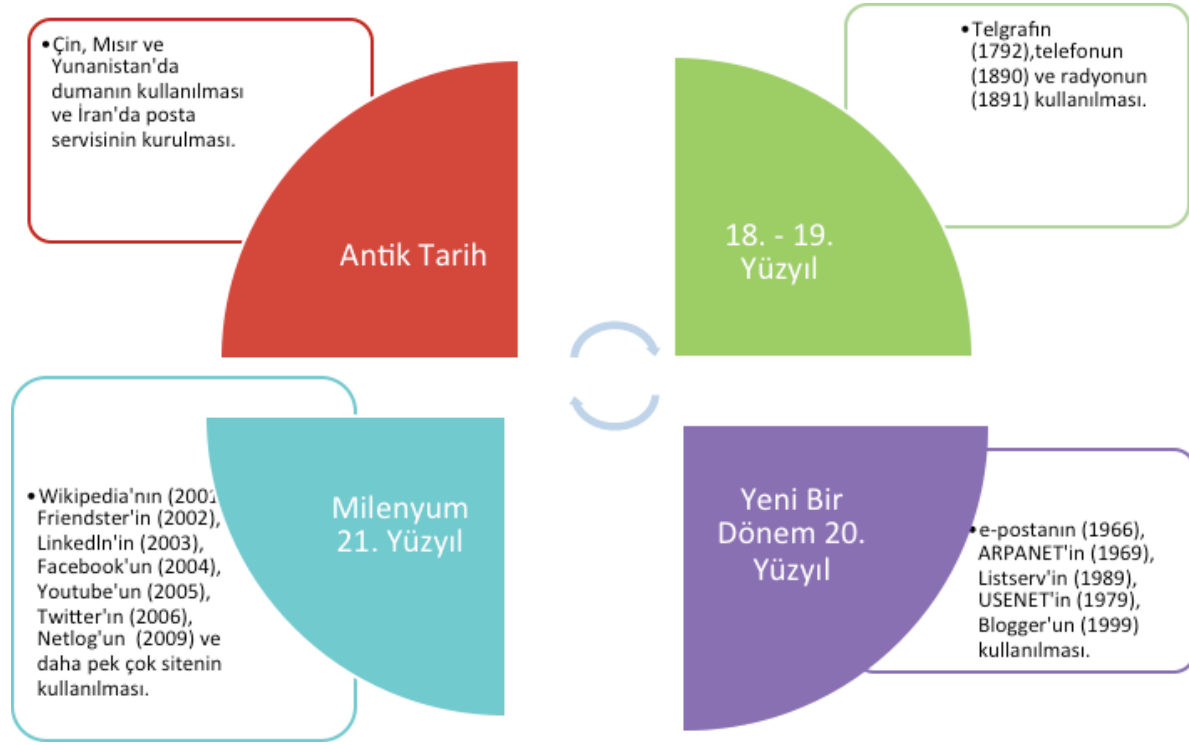 •Çin, Mısır ve
Yunanistan'da
dumanın kullanılması
ve İran'da posta
servisinin kurulması.
Antik Tarih
•Telgrafın
(1792),telefonun
(1890) ve radyonun
(1891) kullanılması.
18. - 19.
Yüzyıl
•Wikipedia'nın (2001
Friendster'in (2002),
Linkedln'in (2003),
Facebook'un (2004),
Youtube'un (2005),
Twitter'ın (2006),
Netlog'un (2009) ve
daha pek çok sitenin
kullanılması.
Milenyum
21. Yüzyıl
Yeni Bir
Dönem 20.
Yüzyıl
•e-postanın (1966),
ARPANET'in (1969),
Listserv'in (1989),
USENET'in (1979),
Blogger'un (1999)
kullanılması.